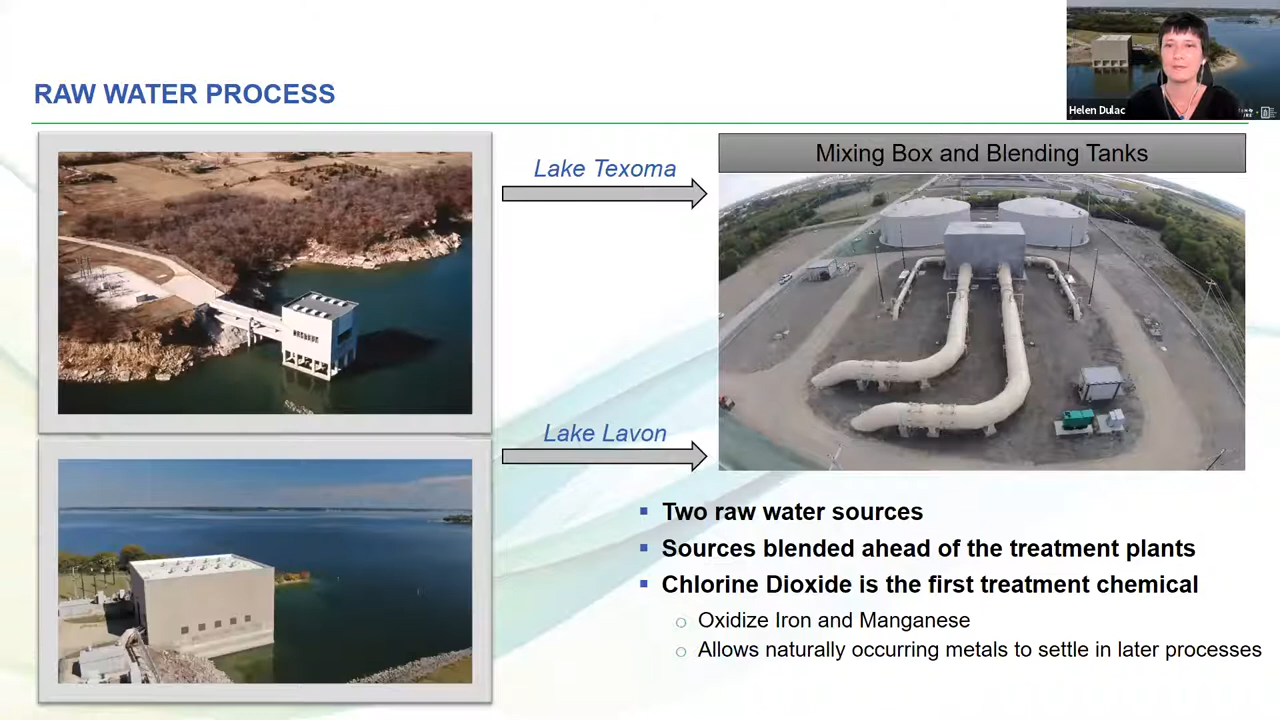 RAW WATER PROCESS
Helen Dulac
Lake Texoma
Mixing Box and Blending Tanks
Lake Lavon
Two raw water sources
Sources blended ahead of the treatment plants
Chlorine Dioxide is the first treatment chemical
Oxidize Iron and Manganese
Allows naturally occurring metals to settle in later processes